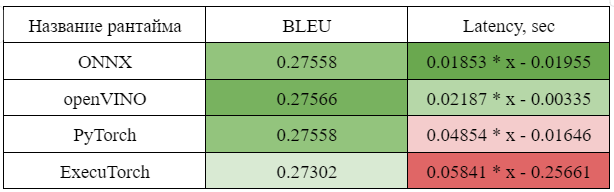 Название рантайма BLEU Latency, sec
ONNX 0.27558 0.01853 * x - 0.01955
openVINO 0.27566 0.02187 * x - 0.00335
PyTorch 0.27558 0.04854 * x - 0.01646
ExecuTorch 0.27302 0.05841 * x - 0.25661